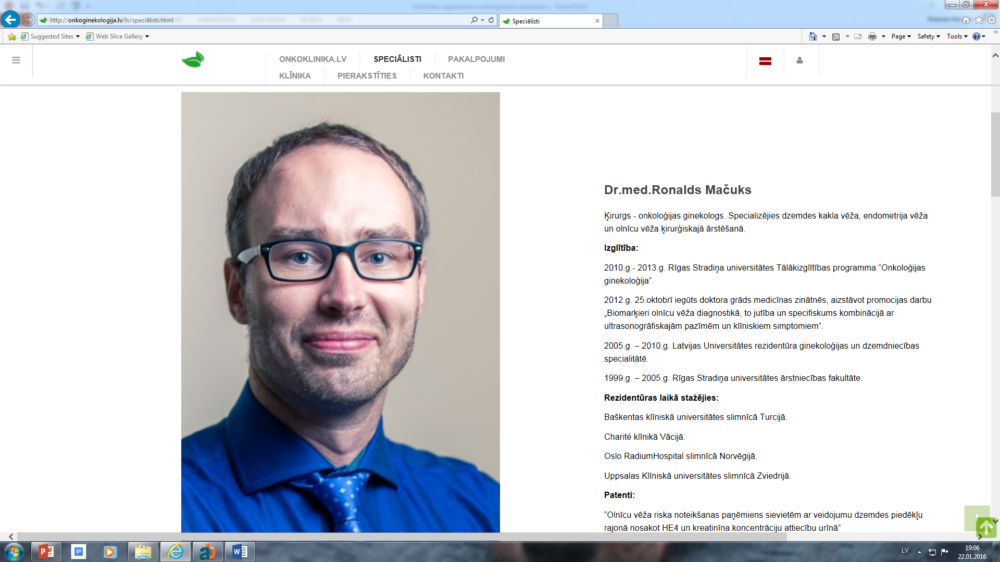 http://onkoginekologija.lv/lv/speciālisti.html
Speciālisti
Suggested Sites
Web Slice Gallery
Page
Safety
Tools
ONKOKLINIKA.LV
SPECIĀLISTI
PAKALPOJUMI
KLĪNIKA
PIERAKSTĪTIES
KONTAKTI
Dr.med.Ronalds Mačuks
Ķirurgs - onkoloģijas ginekologs. Specializējies dzemdes kakla vēža, endometrija vēža
un olnīcu vēža ķirurģiskajā ārstēšanā.
Izglītība:
2010.g.- 2013.g. Rīgas Stradiņa universitātes Tālākizglītības programma “Onkoloģijas
ginekoloģija”.
2012.g. 25.oktobrī iegūts doktora grāds medicīnas zinātnēs, aizstāvot promocijas darbu
„Biomarķieri olnīcu vēža diagnostikā, to jutība un specifiskums kombinācijā ar
ultrasonogrāfiskajām pazīmēm un klīniskiem simptomiem”.
2005.g. – 2010.g. Latvijas Universitātes rezidentūra ginekoloģijas un dzemdniecības
specialitātē.
1999.g. – 2005.g. Rīgas Stradiņa universitātes ārstniecības fakultāte.
Rezidentūras laikā stažējies:
Baškentas klīniskā universitātes slimnīcā Turcijā.
Charité klīnikā Vācijā.
Oslo RadiumHospital slimnīcā Norvēģijā.
Uppsalas Klīniskā universitātes slimnīcā Zviedrijā.
Patenti:
“Olnīcu vēža riska noteikšanas paņēmiens sievietēm ar veidojumu dzemdes piedēkļu
rajonā nosakot HE4 un kreatinīna koncentrāciju attiecību urīnā”
LV
19:06
22.01.2016